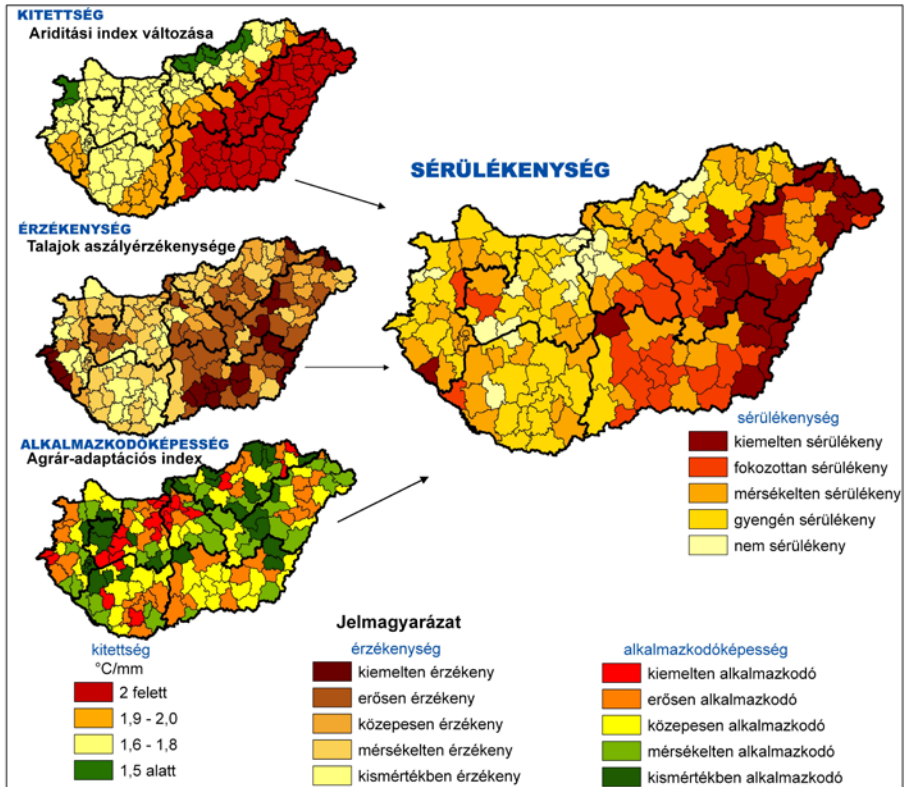 KITETTSÉG
Ariditási index változása
ÉRZÉKENYSÉG
Talajok aszályérzékenysége
ALKALMAZKODÓKÉPESSÉG
Agrár-adaptációs index
SÉRÜLÉKENYSÉG
sérülékenység
kiemelten sérülékeny
fokozottan sérülékeny
mérsékelten sérülékeny
gyengén sérülékeny
nem sérülékeny
Jelmagyarázat
kitettség
°C/mm
2 felett
1,9 - 2,0
1,6 - 1,8
1,5 alatt
érzékenység
kiemelten érzékeny
erősen érzékeny
közepesen érzékeny
mérsékelten érzékeny
kismértékben érzékeny
alkalmazkodóképesség
kiemelten alkalmazkodó
erősen alkalmazkodó
közepesen alkalmazkodó
mérsékelten alkalmazkodó
kismértékben alkalmazkodó